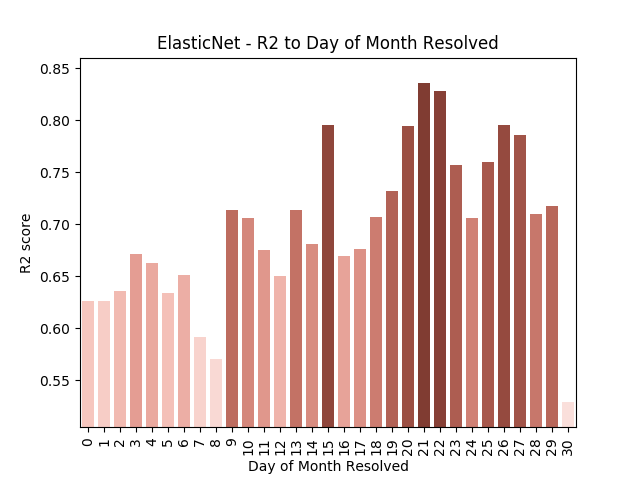 ElasticNet - R2 to Day of Month Resolved
0.85
0.80
0.75
0.70
0.65
0.60
0.55
R2 score
0 1 2 3 4 5 6 7 8 9 10 11 12 13 14 15 16 17 18 19 20 21 22 23 24 25 26 27 28 29 30
Day of Month Resolved